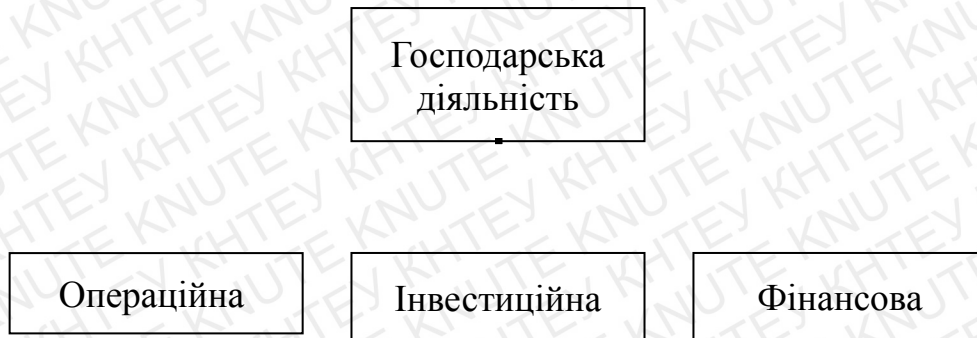 Господарська
діяльність
Операційна
Інвестиційна
Фінансова